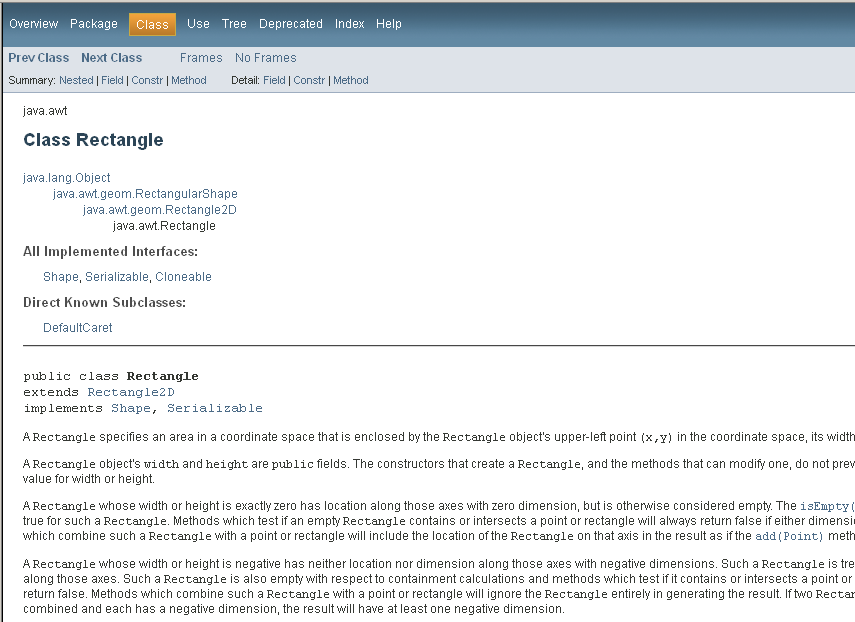 Overview Package Class Use Tree Deprecated Index Help
Prev Class Next Class Frames No Frames
Summary: Nested | Field | Constr | Method Detail: Field | Constr | Method
java.awt
Class Rectangle
java.lang.Object
java.awt.geom.RectangularShape
java.awt.geom.Rectangle2D
java.awt.Rectangle
All Implemented Interfaces:
Shape, Serializable, Cloneable
Direct Known Subclasses:
DefaultCaret
public class Rectangle
extends Rectangle2D
implements Shape, Serializable
A Rectangle specifies an area in a coordinate space that is enclosed by the Rectangle object's upper-left point (x,y) in the coordinate space, its width
A Rectangle object's width and height are public fields. The constructors that create a Rectangle, and the methods that can modify one, do not prev
value for width or height.
A Rectangle whose width or height is exactly zero has location along those axes with zero dimension, but is otherwise considered empty. The isEmpty(
true for such a Rectangle. Methods which test if an empty Rectangle contains or intersects a point or rectangle will always return false if either dimensi
which combine such a Rectangle with a point or rectangle will include the location of the Rectangle on that axis in the result as if the add(Point) meth
A Rectangle whose width or height is negative has neither location nor dimension along those axes with negative dimensions. Such a Rectangle is tre
along those axes. Such a Rectangle is also empty with respect to containment calculations and methods which test if it contains or intersects a point or
return false. Methods which combine such a Rectangle with a point or rectangle will ignore the Rectangle entirely in generating the result. If two Rectan
combined and each has a negative dimension, the result will have at least one negative dimension.